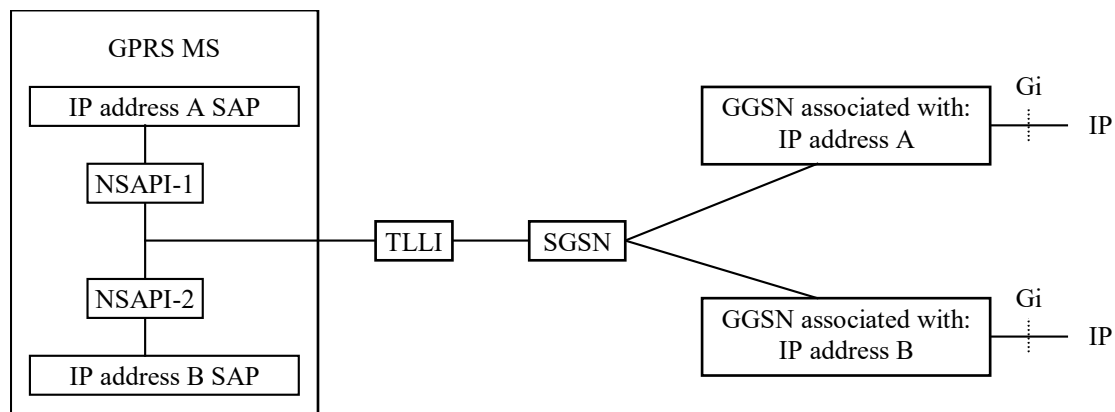 GPRS MS
IP address A SAP
NSAPI-1
NSAPI-2
IP address B SAP
TLLI
SGSN
GGSN associated with:
IP address A
Gi
IP
GGSN associated with:
IP address B
Gi
IP